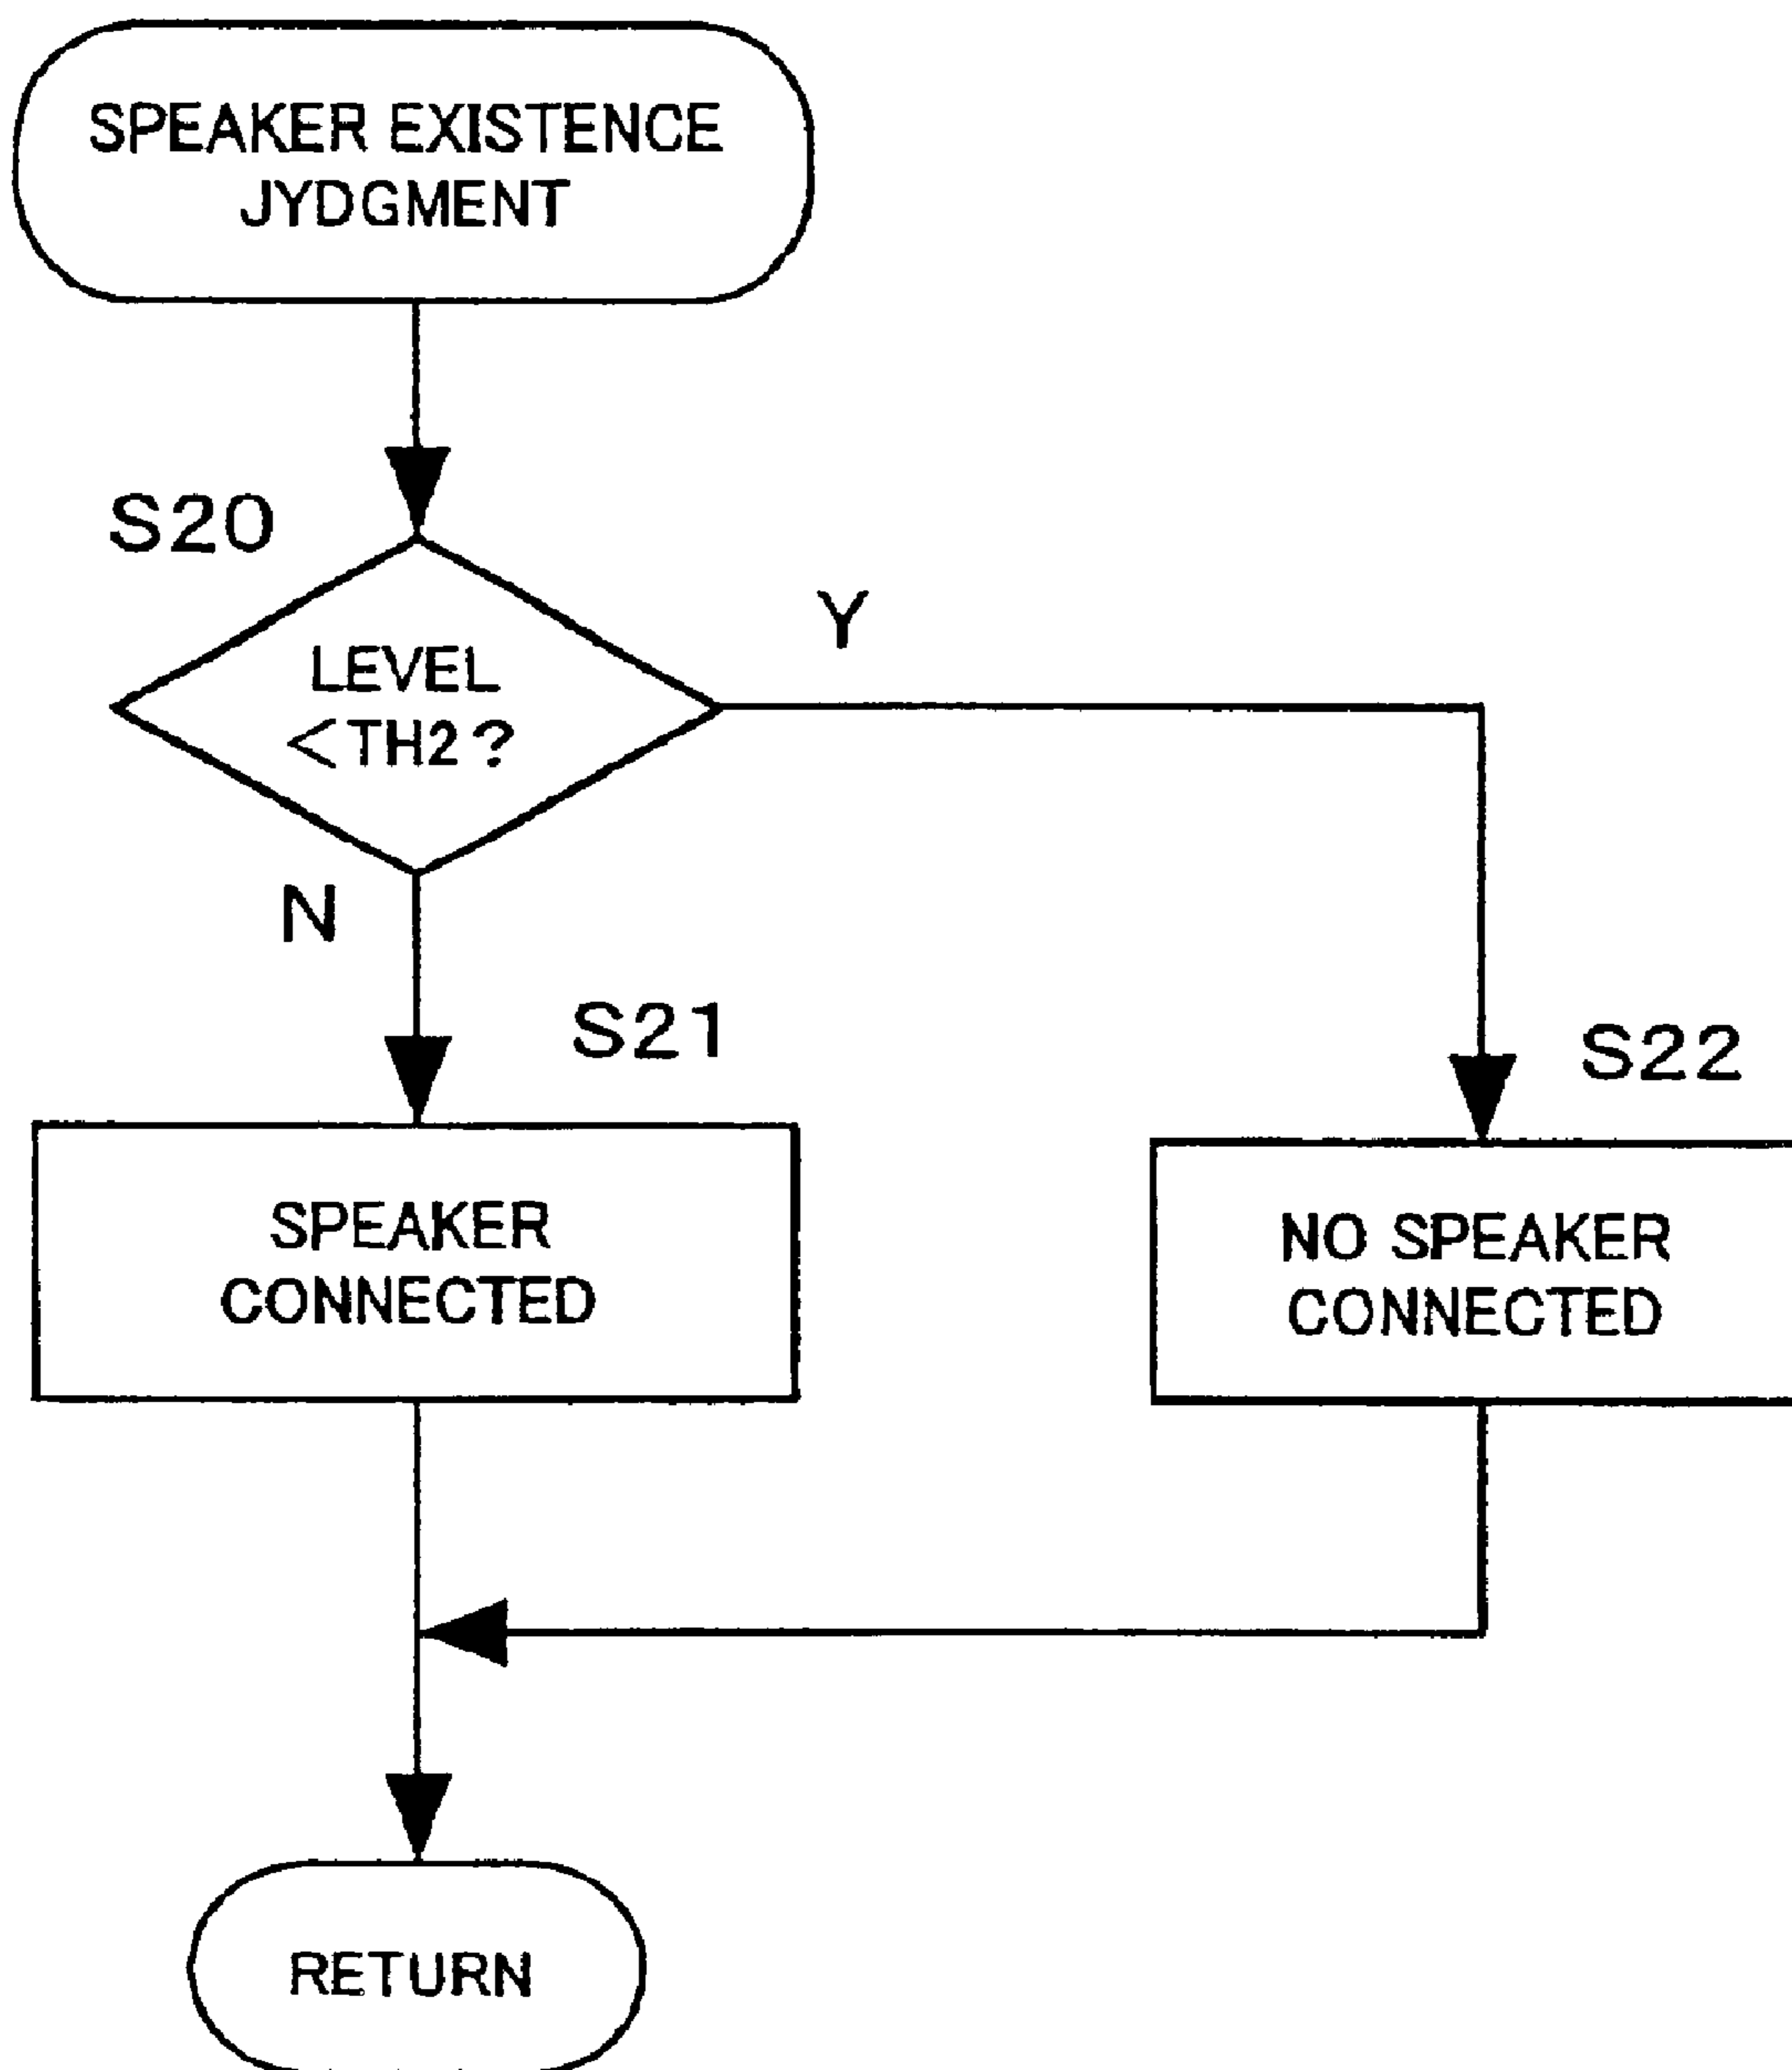 SPEAKER EXISTENCE
JYDGMENT
S20
Y
LEVEL
<TH2?
N
S21
S22
SPEAKER
CONNECTED
NO SPEAKER
CONNECTED
RETURN